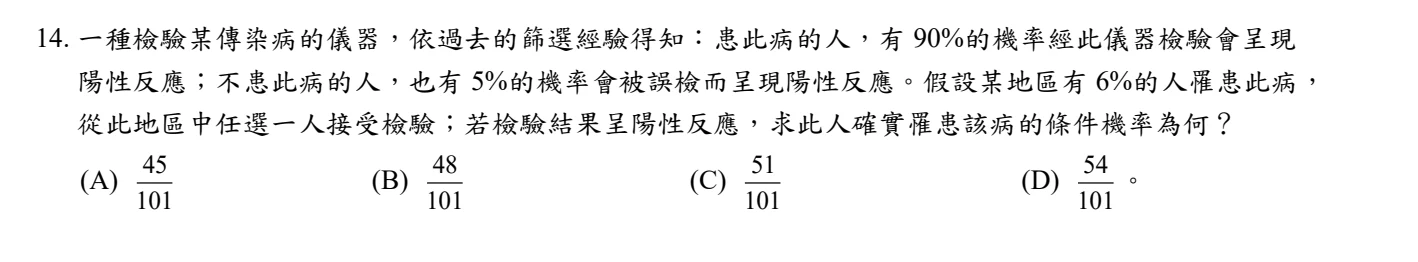 14. 一種檢驗某傳染病的儀器，依過去的篩選經驗得知：患此病的人，有 90%的機率經此儀器檢驗會呈現
陽性反應；不患此病的人，也有 5%的機率會被誤檢而呈現陽性反應。假設某地區有 6%的人罹患此病，
從此地區中任選一人接受檢驗；若檢驗結果呈陽性反應，求此人確實罹患該病的條件機率為何？
(A) 45/101 (B) 48/101 (C) 51/101 (D) 54/101 。